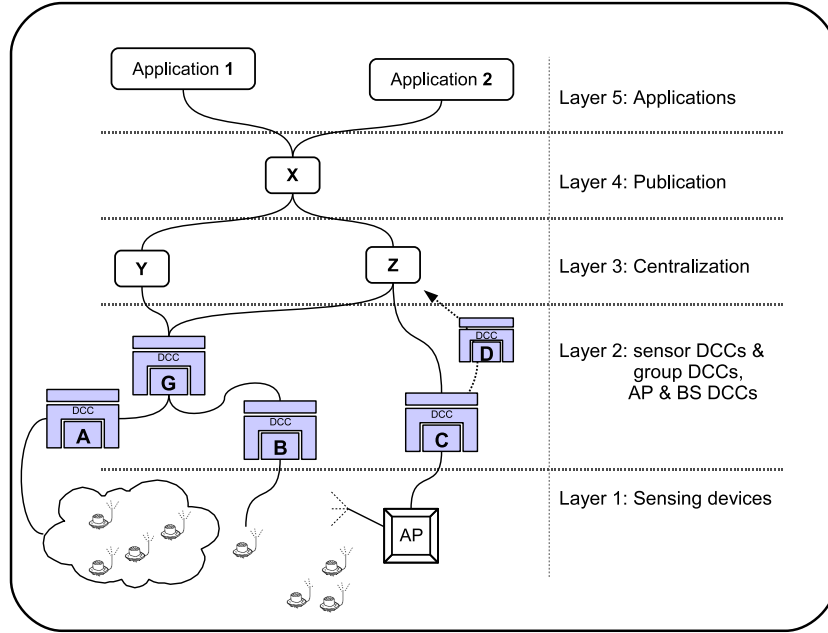 Application 1
Application 2
Layer 5: Applications
X
Layer 4: Publication
Y
Z
Layer 3: Centralization
DCC
G
DCC
D
Layer 2: sensor DCCs &
group DCCs,
AP & BS DCCs
DCC
A
DCC
B
DCC
C
Layer 1: Sensing devices
AP